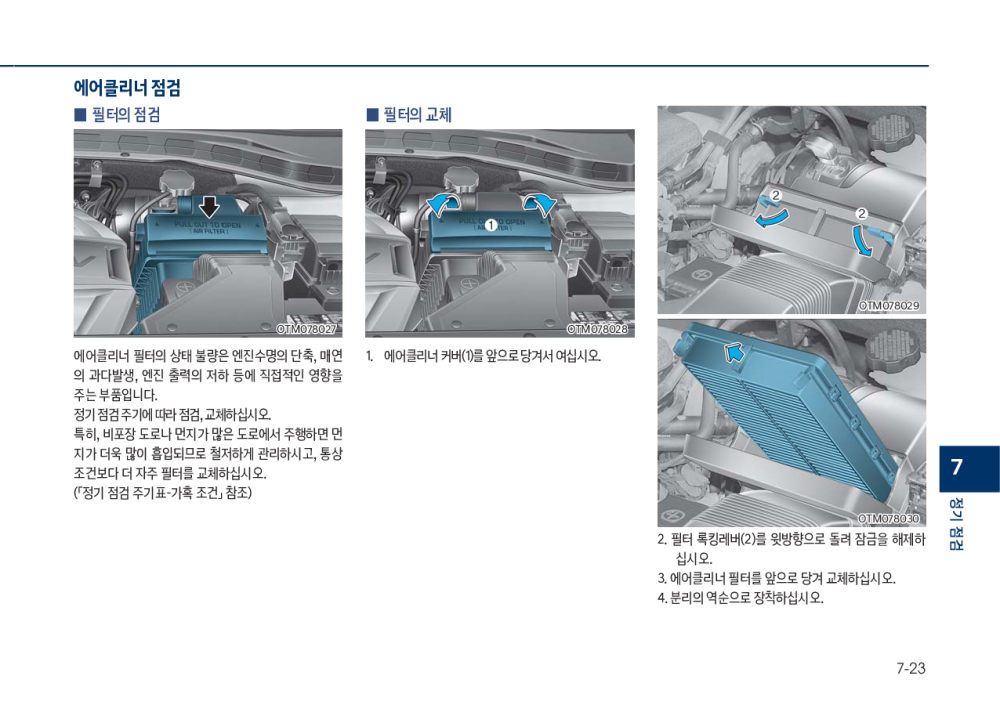 에어클리너 점검
■ 필터의 점검
PULL OUT TO OPEN
[ AIR FILTER ]
OTM078027
에어클리너 필터의 상태 불량은 엔진수명의 단축, 매연
의 과다발생, 엔진 출력의 저하 등에 직접적인 영향을
주는 부품입니다.
정기 점검 주기에 따라 점검, 교체하십시오.
특히, 비포장 도로나 먼지가 많은 도로에서 주행하면 먼
지가 더욱 많이 흡입되므로 철저하게 관리하시고, 통상
조건보다 더 자주 필터를 교체하십시오.
(｢정기 점검 주기표-가혹 조건｣ 참조)
■ 필터의 교체
1
OTM078028
1. 에어클리너 커버(1)를 앞으로 당겨서 여십시오.
2
2
OTM078029
OTM078030
2. 필터 록킹레버(2)를 윗방향으로 돌려 잠금을 해제하
십시오.
3. 에어클리너 필터를 앞으로 당겨 교체하십시오.
4. 분리의 역순으로 장착하십시오.
7
정기 점검
7-23